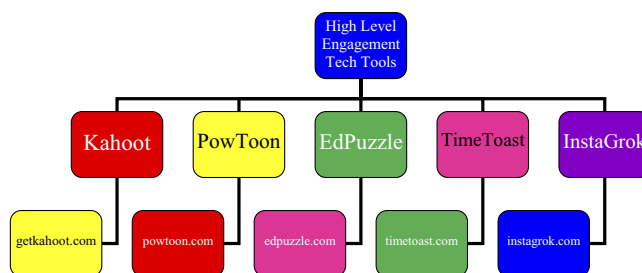 High Level
Engagement
Tech Tools
Kahoot
PowToon
EdPuzzle
TimeToast
InstaGrok
getkahoot.com
powtoon.com
edpuzzle.com
timetoast.com
instagrok.com